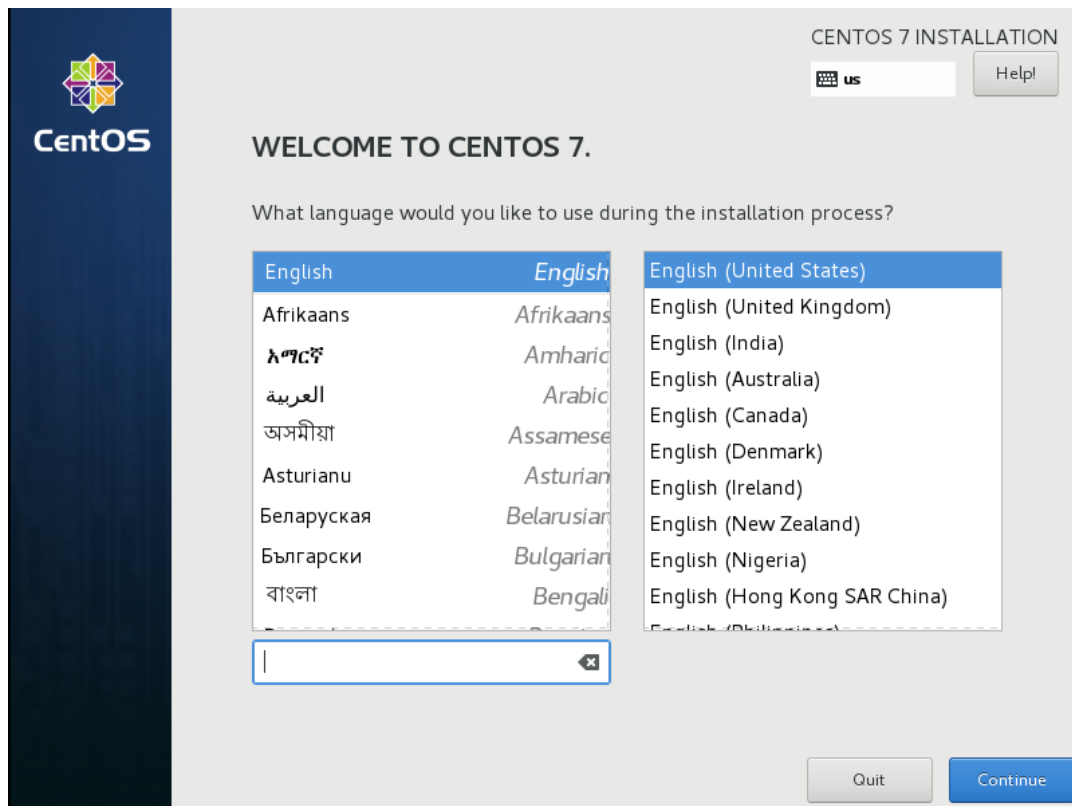 CentOS
CENTOS 7 INSTALLATION
us
Help!
WELCOME TO CENTOS 7.
What language would you like to use during the installation process?
English English
Afrikaans Afrikaans
አማርኛ Amharic
العربية Arabic
অসমীয়া Assamese
Asturianu Asturian
Беларуская Belarusian
Български Bulgarian
বাংলা Bengali
English (United States)
English (United Kingdom)
English (India)
English (Australia)
English (Canada)
English (Denmark)
English (Ireland)
English (New Zealand)
English (Nigeria)
English (Hong Kong SAR China)
English (Philippines)
Quit
Continue